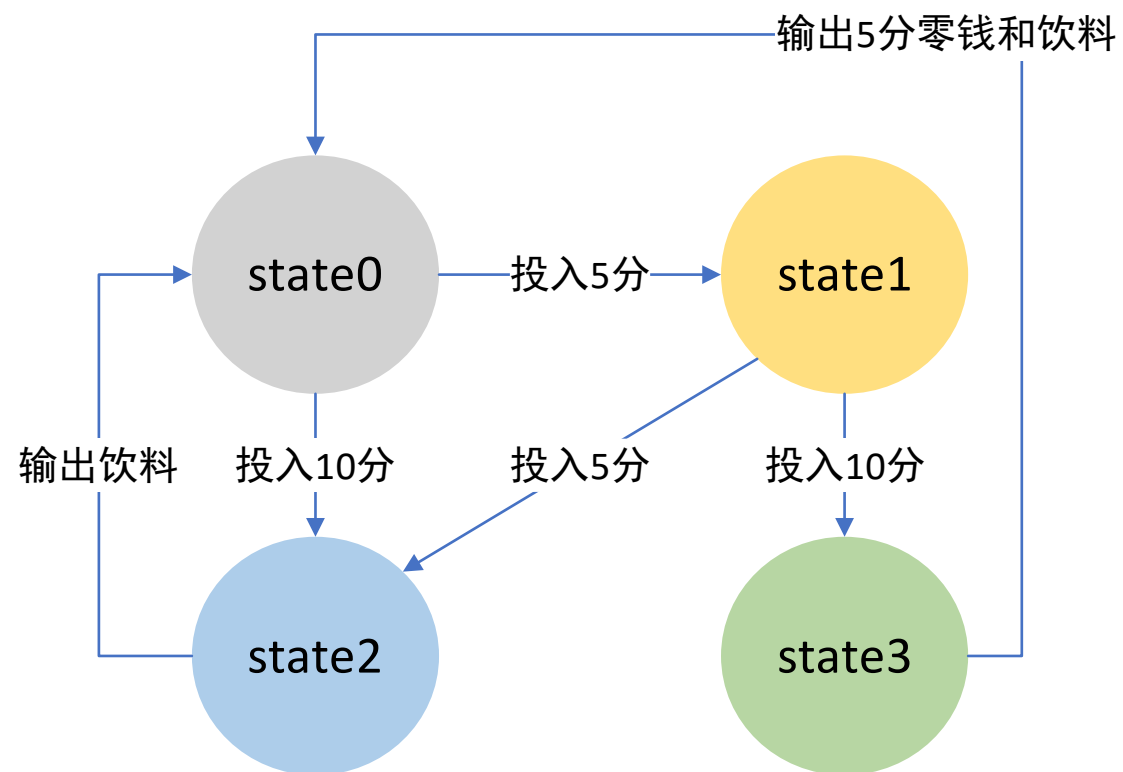 输出5分零钱和饮料
state0
投入5分
state1
输出饮料
投入10分
投入5分
投入10分
state2
state3